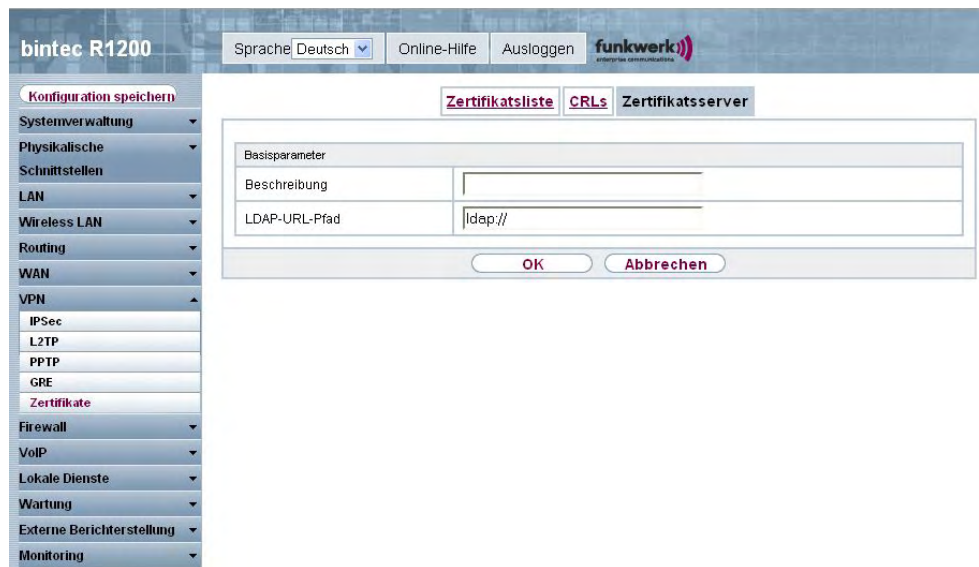 bintec R1200
Sprache Deutsch
Online-Hilfe
Ausloggen
funkwerk
enterprise communications
Konfiguration speichern
Systemverwaltung
Physikalische
Schnittstellen
LAN
Wireless LAN
Routing
WAN
VPN
IPSec
L2TP
PPTP
GRE
Zertifikate
Firewall
VoIP
Lokale Dienste
Wartung
Externe Berichterstellung
Monitoring
Zertifikatsliste
CRLs
Zertifikatsserver
Basisparameter
Beschreibung
LDAP-URL-Pfad
ldap://
OK
Abbrechen